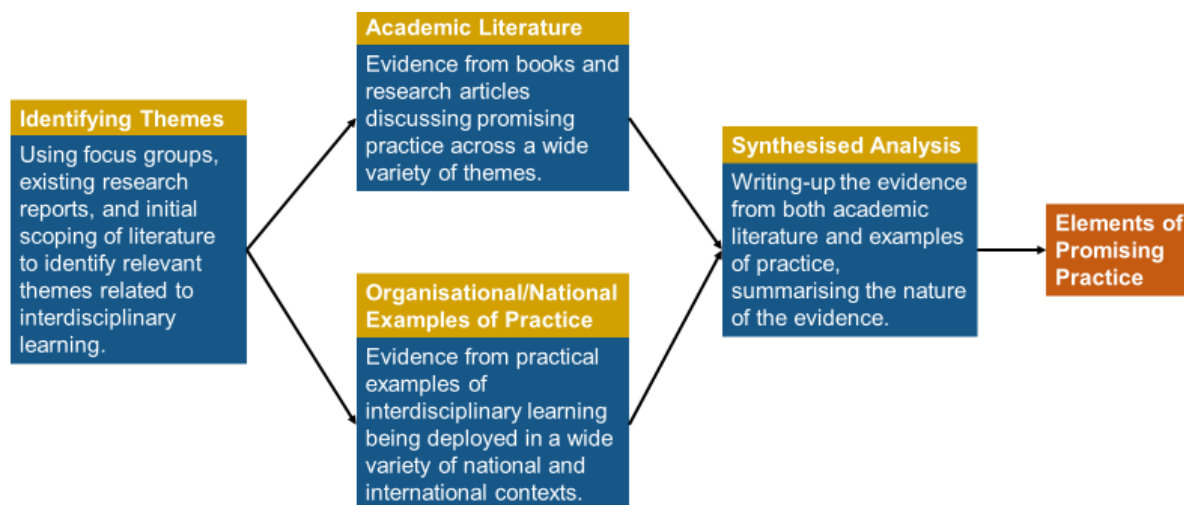 Identifying Themes
Using focus groups,
existing research
reports, and initial
scoping of literature
to identify relevant
themes related to
interdisciplinary
learning.
Academic Literature
Evidence from books and
research articles
discussing promising
practice across a wide
variety of themes.
Organisational/National
Examples of Practice
Evidence from practical
examples of
interdisciplinary learning
being deployed in a wide
variety of national and
international contexts.
Synthesised Analysis
Writing-up the evidence
from both academic
literature and examples
of practice,
summarising the nature
of the evidence.
Elements of
Promising
Practice